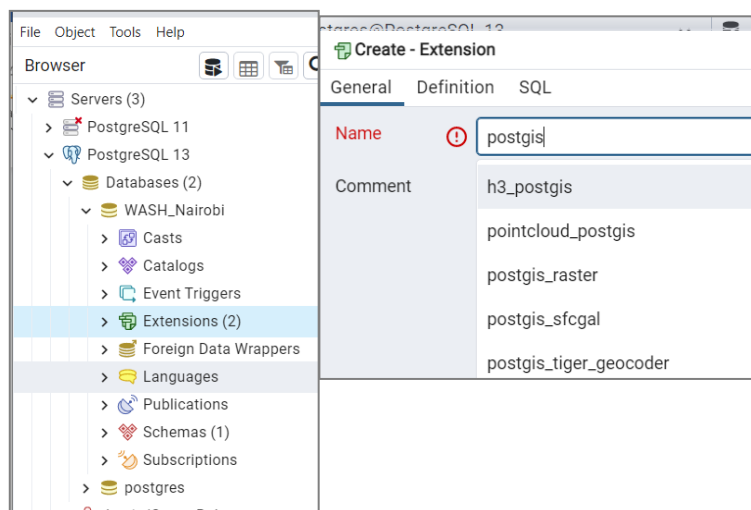 File Object Tools Help
Browser
Servers (3)
PostgreSQL 11
PostgreSQL 13
Databases (2)
WASH_Nairobi
Casts
Catalogs
Event Triggers
Extensions (2)
Foreign Data Wrappers
Languages
Publications
Schemas (1)
Subscriptions
postgres
Create - Extension
General Definition SQL
Name
postgis
Comment
h3_postgis
pointcloud_postgis
postgis_raster
postgis_sfcgal
postgis_tiger_geocoder